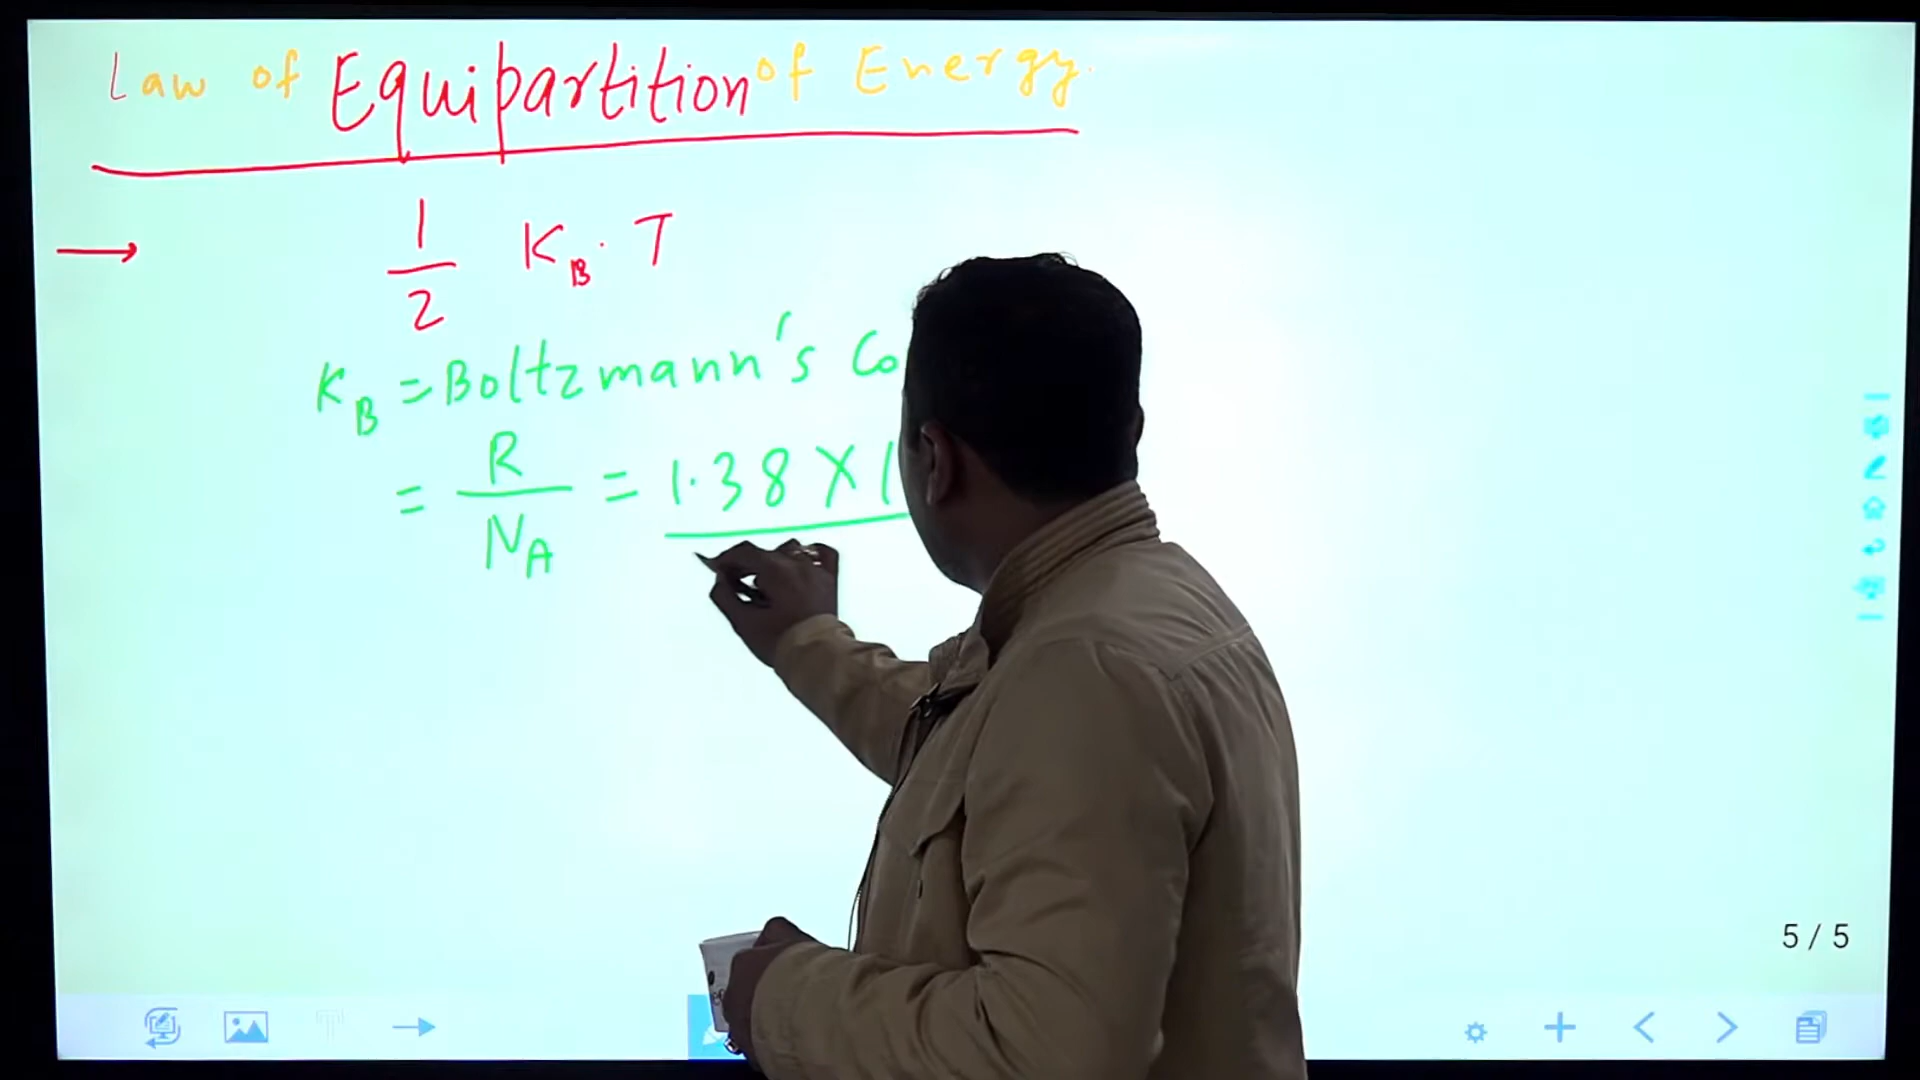 Law of Equipartition of Energy.
→ 1/2 K_B · T
K_B = Boltzmann's Co
= R/N_A = 1.38 X 1
5 / 5